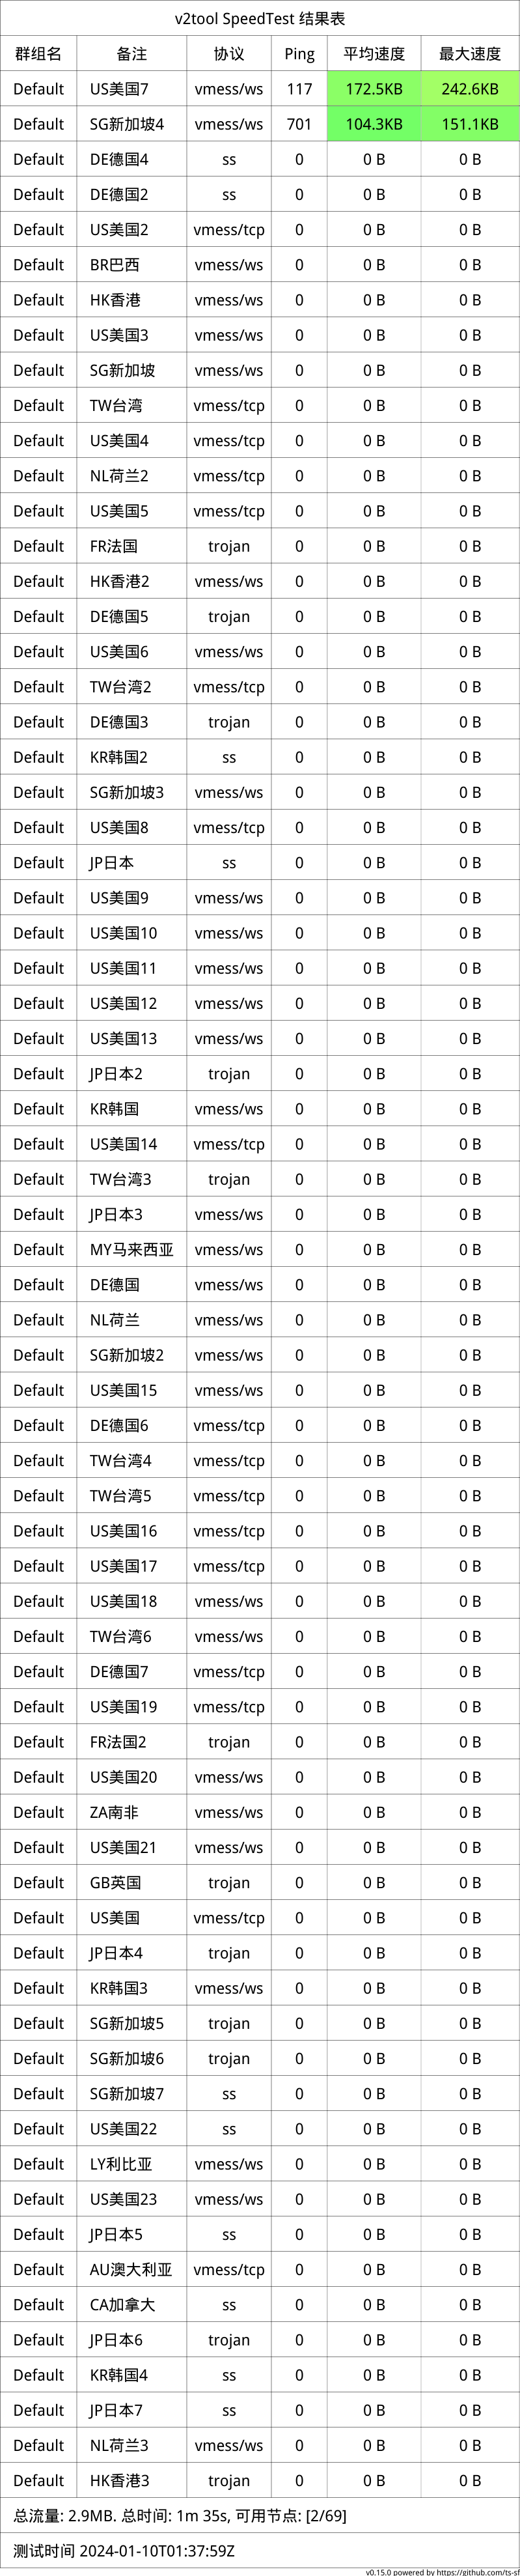 v2tool SpeedTest 结果表
群组名 备注 协议 Ping 平均速度 最大速度
Default US美国7 vmess/ws 117 172.5KB 242.6KB
Default SG新加坡4 vmess/ws 701 104.3KB 151.1KB
Default DE德国4 ss 0 0 B 0 B
Default DE德国2 ss 0 0 B 0 B
Default US美国2 vmess/tcp 0 0 B 0 B
Default BR巴西 vmess/ws 0 0 B 0 B
Default HK香港 vmess/ws 0 0 B 0 B
Default US美国3 vmess/ws 0 0 B 0 B
Default SG新加坡 vmess/ws 0 0 B 0 B
Default TW台湾 vmess/tcp 0 0 B 0 B
Default US美国4 vmess/tcp 0 0 B 0 B
Default NL荷兰2 vmess/tcp 0 0 B 0 B
Default US美国5 vmess/tcp 0 0 B 0 B
Default FR法国 trojan 0 0 B 0 B
Default HK香港2 vmess/ws 0 0 B 0 B
Default DE德国5 trojan 0 0 B 0 B
Default US美国6 vmess/ws 0 0 B 0 B
Default TW台湾2 vmess/tcp 0 0 B 0 B
Default DE德国3 trojan 0 0 B 0 B
Default KR韩国2 ss 0 0 B 0 B
Default SG新加坡3 vmess/ws 0 0 B 0 B
Default US美国8 vmess/tcp 0 0 B 0 B
Default JP日本 ss 0 0 B 0 B
Default US美国9 vmess/ws 0 0 B 0 B
Default US美国10 vmess/ws 0 0 B 0 B
Default US美国11 vmess/ws 0 0 B 0 B
Default US美国12 vmess/ws 0 0 B 0 B
Default US美国13 vmess/ws 0 0 B 0 B
Default JP日本2 trojan 0 0 B 0 B
Default KR韩国 vmess/ws 0 0 B 0 B
Default US美国14 vmess/tcp 0 0 B 0 B
Default TW台湾3 trojan 0 0 B 0 B
Default JP日本3 vmess/ws 0 0 B 0 B
Default MY马来西亚 vmess/ws 0 0 B 0 B
Default DE德国 vmess/ws 0 0 B 0 B
Default NL荷兰 vmess/ws 0 0 B 0 B
Default SG新加坡2 vmess/ws 0 0 B 0 B
Default US美国15 vmess/ws 0 0 B 0 B
Default DE德国6 vmess/tcp 0 0 B 0 B
Default TW台湾4 vmess/tcp 0 0 B 0 B
Default TW台湾5 vmess/tcp 0 0 B 0 B
Default US美国16 vmess/tcp 0 0 B 0 B
Default US美国17 vmess/tcp 0 0 B 0 B
Default US美国18 vmess/ws 0 0 B 0 B
Default TW台湾6 vmess/ws 0 0 B 0 B
Default DE德国7 vmess/tcp 0 0 B 0 B
Default US美国19 vmess/tcp 0 0 B 0 B
Default FR法国2 trojan 0 0 B 0 B
Default US美国20 vmess/ws 0 0 B 0 B
Default ZA南非 vmess/ws 0 0 B 0 B
Default US美国21 vmess/ws 0 0 B 0 B
Default GB英国 trojan 0 0 B 0 B
Default US美国 vmess/tcp 0 0 B 0 B
Default JP日本4 trojan 0 0 B 0 B
Default KR韩国3 vmess/ws 0 0 B 0 B
Default SG新加坡5 trojan 0 0 B 0 B
Default SG新加坡6 trojan 0 0 B 0 B
Default SG新加坡7 ss 0 0 B 0 B
Default US美国22 ss 0 0 B 0 B
Default LY利比亚 vmess/ws 0 0 B 0 B
Default US美国23 vmess/ws 0 0 B 0 B
Default JP日本5 ss 0 0 B 0 B
Default AU澳大利亚 vmess/tcp 0 0 B 0 B
Default CA加拿大 ss 0 0 B 0 B
Default JP日本6 trojan 0 0 B 0 B
Default KR韩国4 ss 0 0 B 0 B
Default JP日本7 ss 0 0 B 0 B
Default NL荷兰3 vmess/ws 0 0 B 0 B
Default HK香港3 trojan 0 0 B 0 B
总流量: 2.9MB. 总时间: 1m 35s, 可用节点: [2/69]
测试时间 2024-01-10T01:37:59Z
v0.15.0 powered by https://github.com/ts-sf